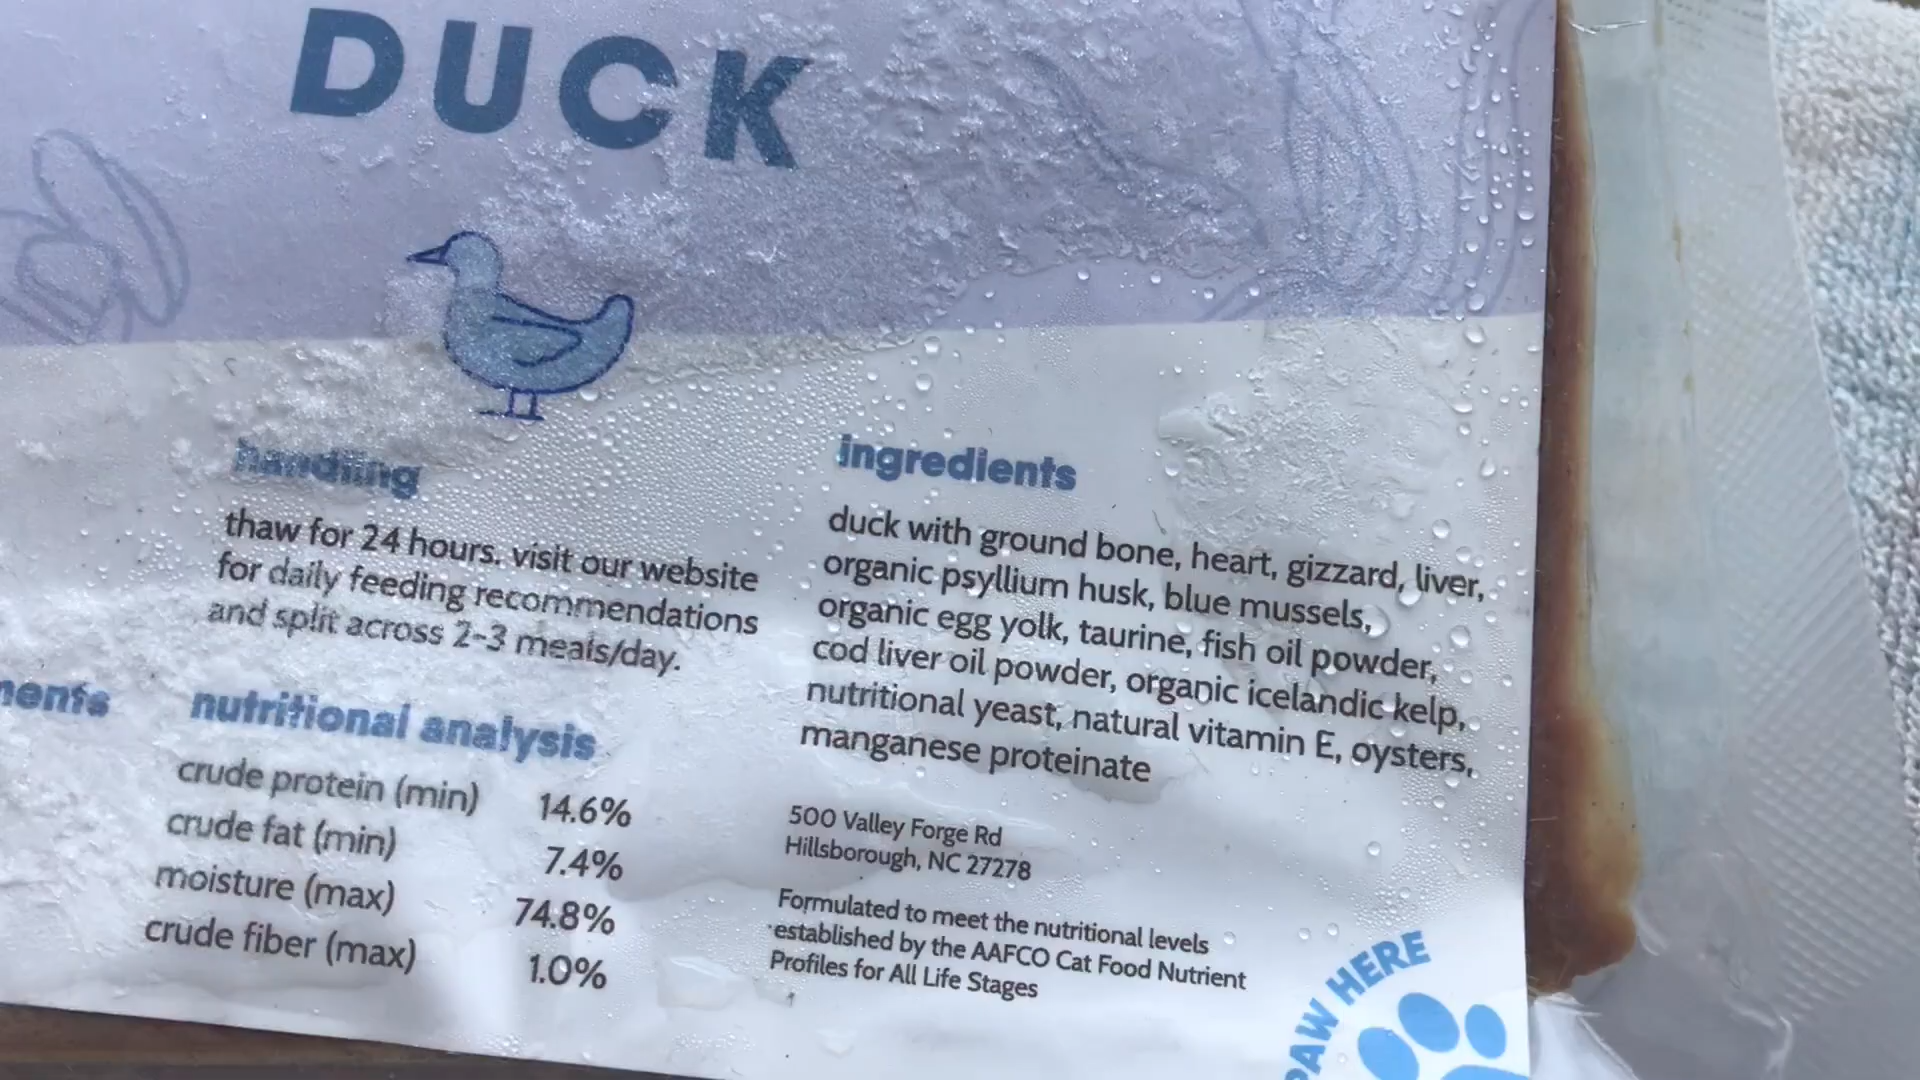 DUCK
handling
thaw for 24 hours. visit our website
for daily feeding recommendations
and split across 2-3 meals/day.
nutritional analysis
crude protein (min) 14.6%
crude fat (min) 7.4%
moisture (max) 74.8%
crude fiber (max) 1.0%
ingredients
duck with ground bone, heart, gizzard, liver,
organic psyllium husk, blue mussels,
organic egg yolk, taurine, fish oil powder,
cod liver oil powder, organic icelandic kelp,
nutritional yeast, natural vitamin E, oysters,
manganese proteinate
500 Valley Forge Rd
Hillsborough, NC 27278
Formulated to meet the nutritional levels
established by the AAFCO Cat Food Nutrient
Profiles for All Life Stages
PAW HERE